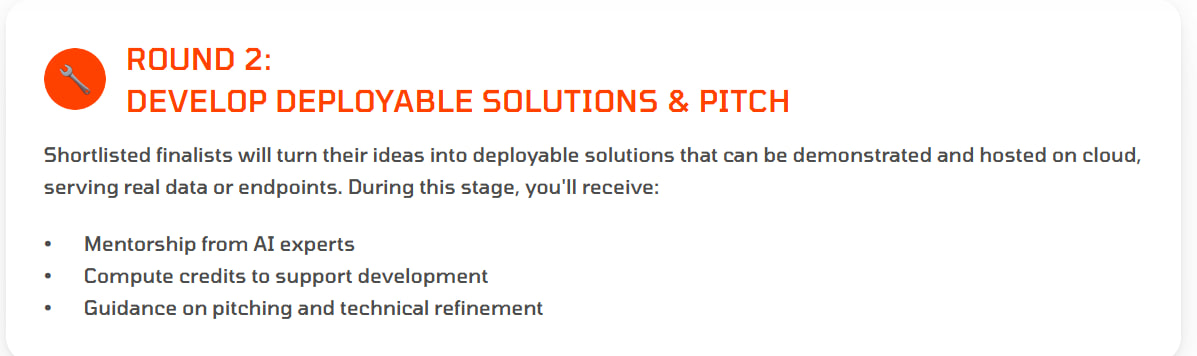 ROUND 2:
DEVELOP DEPLOYABLE SOLUTIONS & PITCH
Shortlisted finalists will turn their ideas into deployable solutions that can be demonstrated and hosted on cloud,
serving real data or endpoints. During this stage, you'll receive:
• Mentorship from AI experts
• Compute credits to support development
• Guidance on pitching and technical refinement